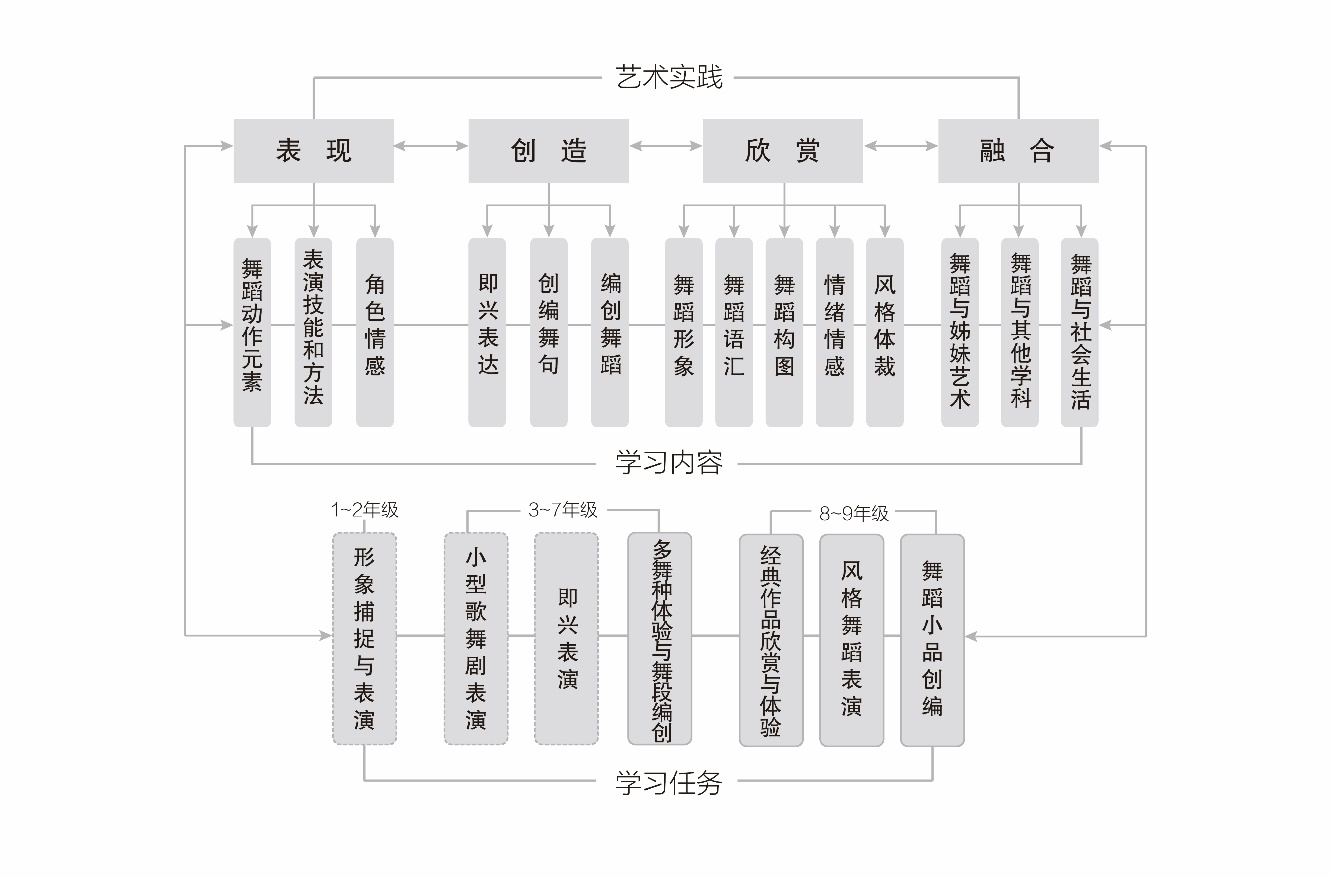 艺术实践
表 现
创 造
欣 赏
融 合
舞蹈动作元素
表演技能和方法
角色情感
即兴表达
创编舞句
编创舞蹈
舞蹈形象
舞蹈语汇
舞蹈构图
情绪情感
风格体裁
舞蹈与姊妹艺术
舞蹈与其他学科
舞蹈与社会生活
学习内容
1~2年级
3~7年级
8~9年级
形象捕捉与表演
小型歌舞剧表演
即兴表演
多舞种体验与舞段编创
经典作品欣赏与体验
风格舞蹈表演
舞蹈小品创编
学习任务